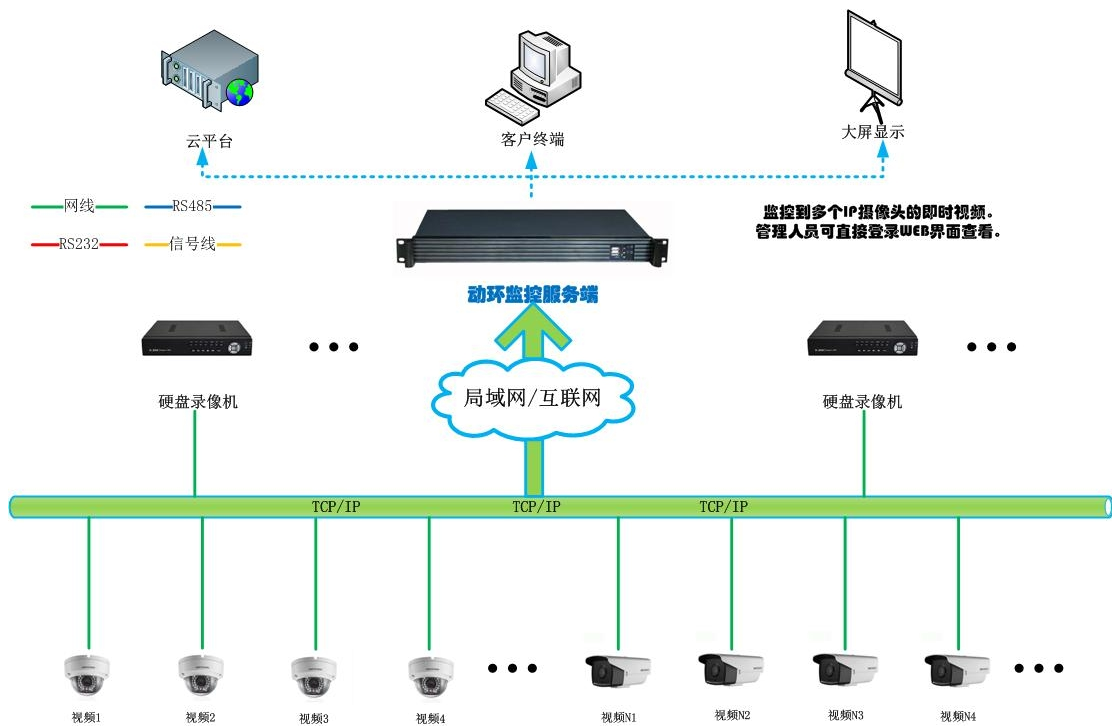 云平台
客户终端
大屏显示
网线
RS485
RS232
信号线
监控到多个IP摄像头的即时视频。
管理人员可直接登录WEB界面查看。
动环监控服务端
硬盘录像机
局域网/互联网
硬盘录像机
TCP/IP
TCP/IP
TCP/IP
视频1
视频2
视频3
视频4
视频N1
视频N2
视频N3
视频N4